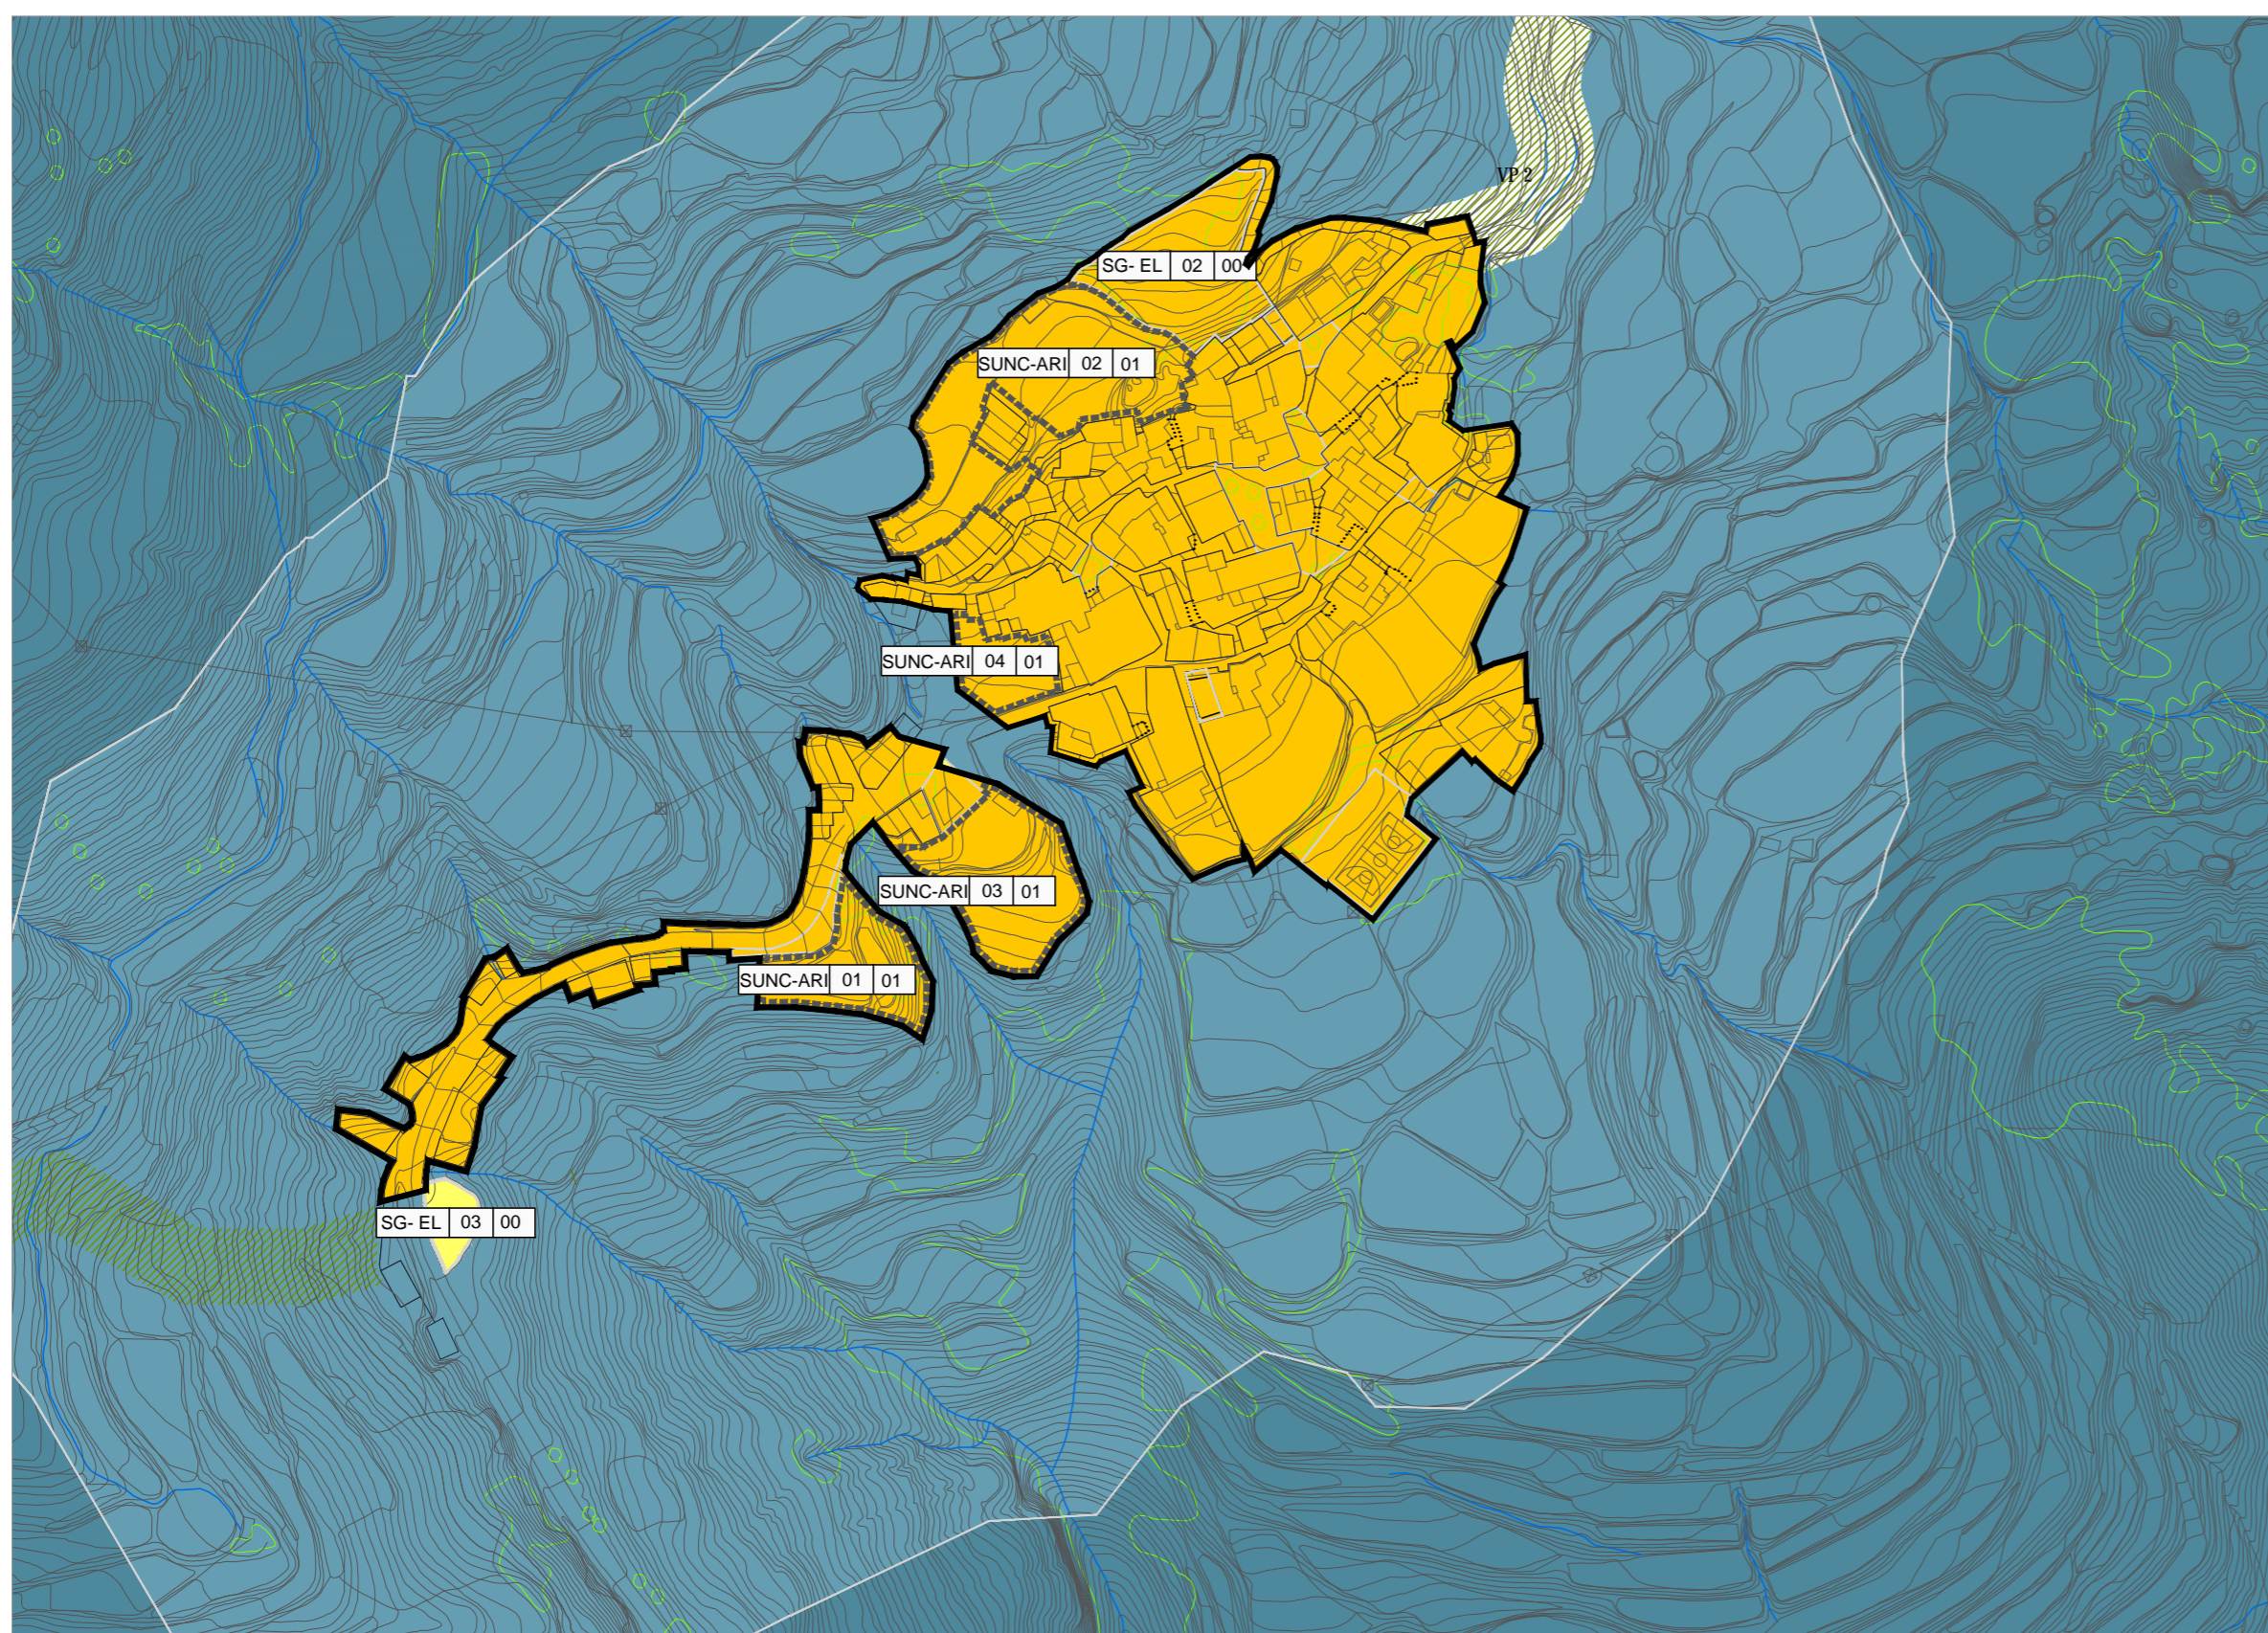 VP 2
SG- EL 02 00
SUNC-ARI 02 01
SUNC-ARI 04 01
SUNC-ARI 03 01
SUNC-ARI 01 01
SG- EL 03 00